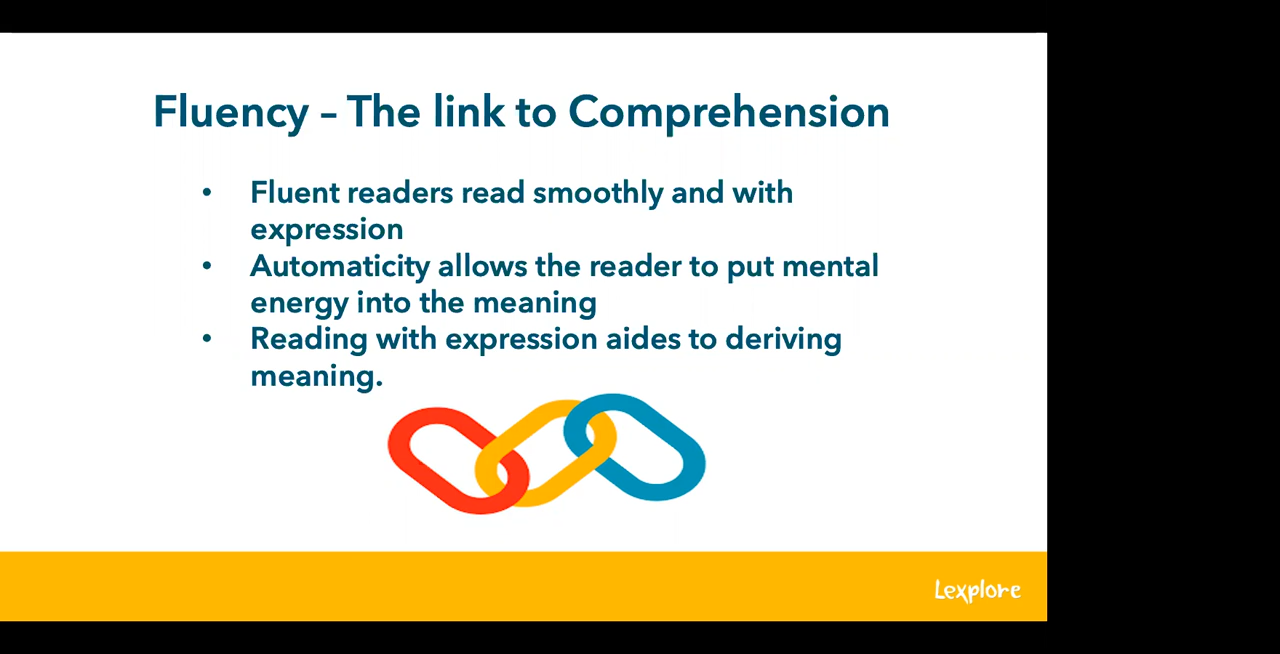 Fluency – The link to Comprehension
• Fluent readers read smoothly and with
expression
• Automaticity allows the reader to put mental
energy into the meaning
• Reading with expression aides to deriving
meaning.
Lexplore